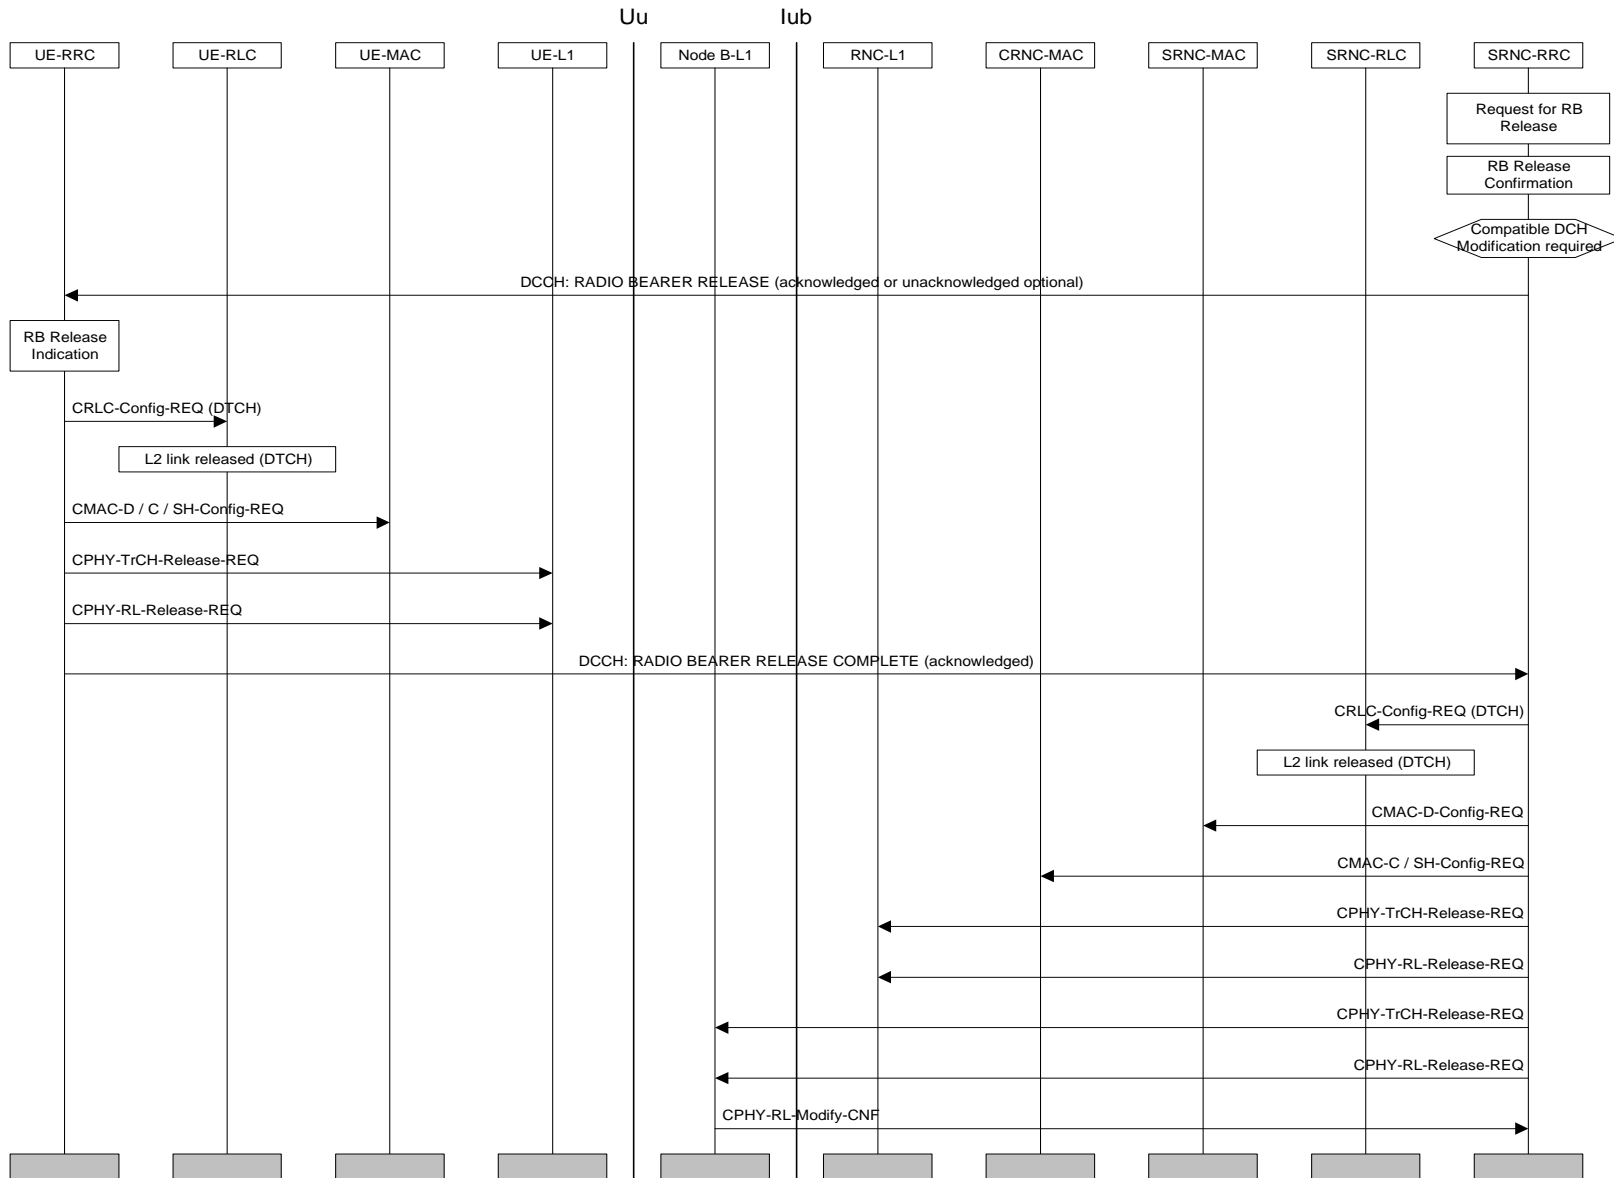 Uu
Iub
UE-RRC
UE-RLC
UE-MAC
UE-L1
Node B-L1
RNC-L1
CRNC-MAC
SRNC-MAC
SRNC-RLC
SRNC-RRC
Request for RB
Release
RB Release
Confirmation
Compatible DCH
Modification required
DCCH: RADIO BEARER RELEASE (acknowledged or unacknowledged optional)
RB Release
Indication
CRLC-Config-REQ (DTCH)
L2 link released (DTCH)
CMAC-D / C / SH-Config-REQ
CPHY-TrCH-Release-REQ
CPHY-RL-Release-REQ
DCCH: RADIO BEARER RELEASE COMPLETE (acknowledged)
CRLC-Config-REQ (DTCH)
L2 link released (DTCH)
CMAC-D-Config-REQ
CMAC-C / SH-Config-REQ
CPHY-TrCH-Release-REQ
CPHY-RL-Release-REQ
CPHY-TrCH-Release-REQ
CPHY-RL-Release-REQ
CPHY-RL-Modify-CNF